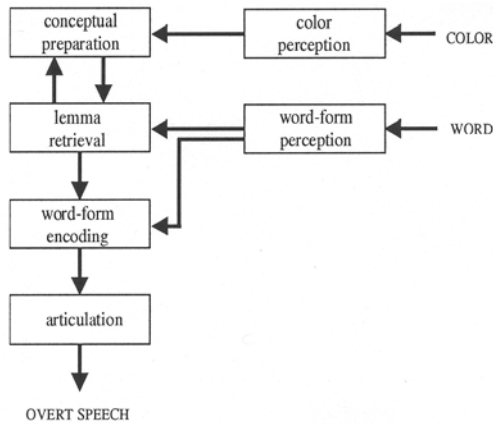 conceptual
preparation
color
perception
COLOR
lemma
retrieval
word-form
perception
WORD
word-form
encoding
articulation
OVERT SPEECH